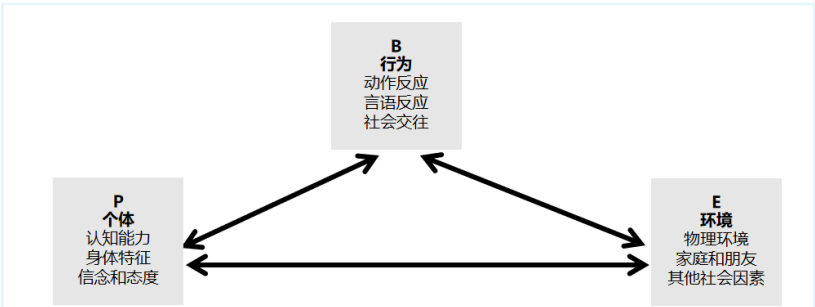 B
行为
动作反应
言语反应
社会交往
P
个体
认知能力
身体特征
信念和态度
E
环境
物理环境
家庭和朋友
其他社会因素